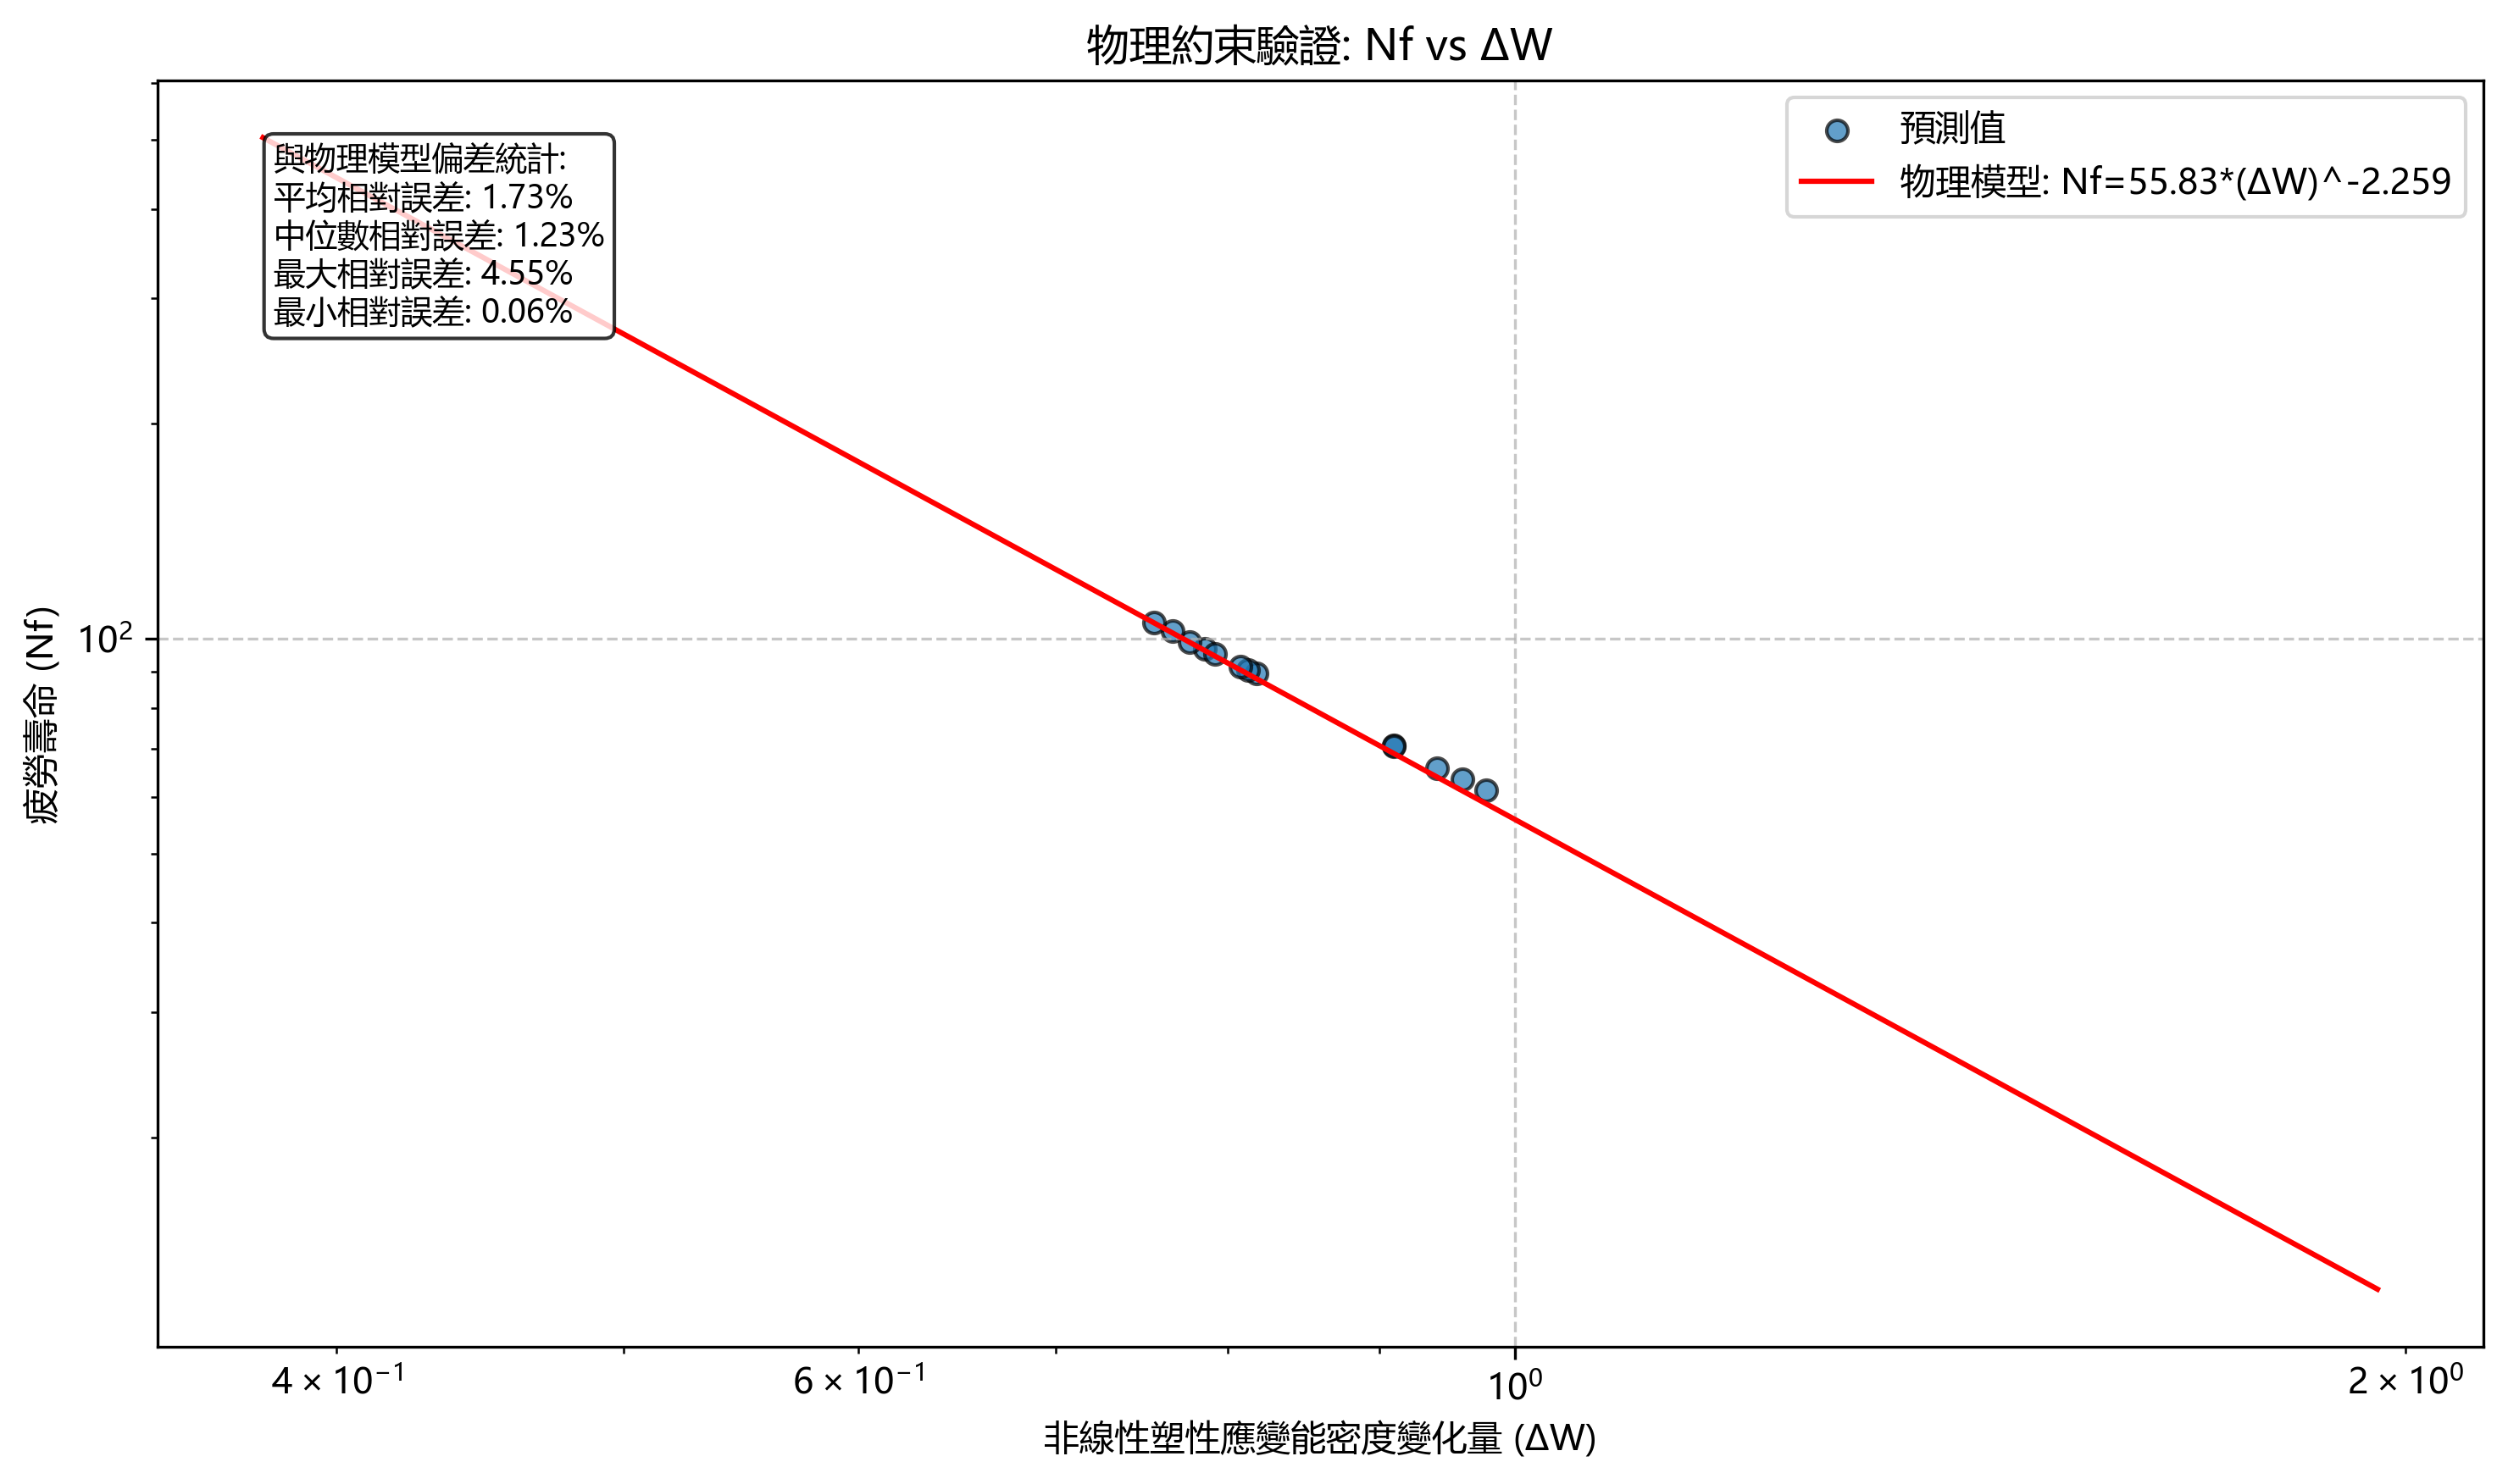 物理約束驗證: Nf vs ΔW
預測值
物理模型: Nf=55.83*(ΔW)^-2.259
與物理模型偏差統計:
平均相對誤差: 1.73%
中位數相對誤差: 1.23%
最大相對誤差: 4.55%
最小相對誤差: 0.06%
疲勞壽命 (Nf)
10²
4 × 10⁻¹
6 × 10⁻¹
10⁰
2 × 10⁰
非線性塑性應變能密度變化量 (ΔW)